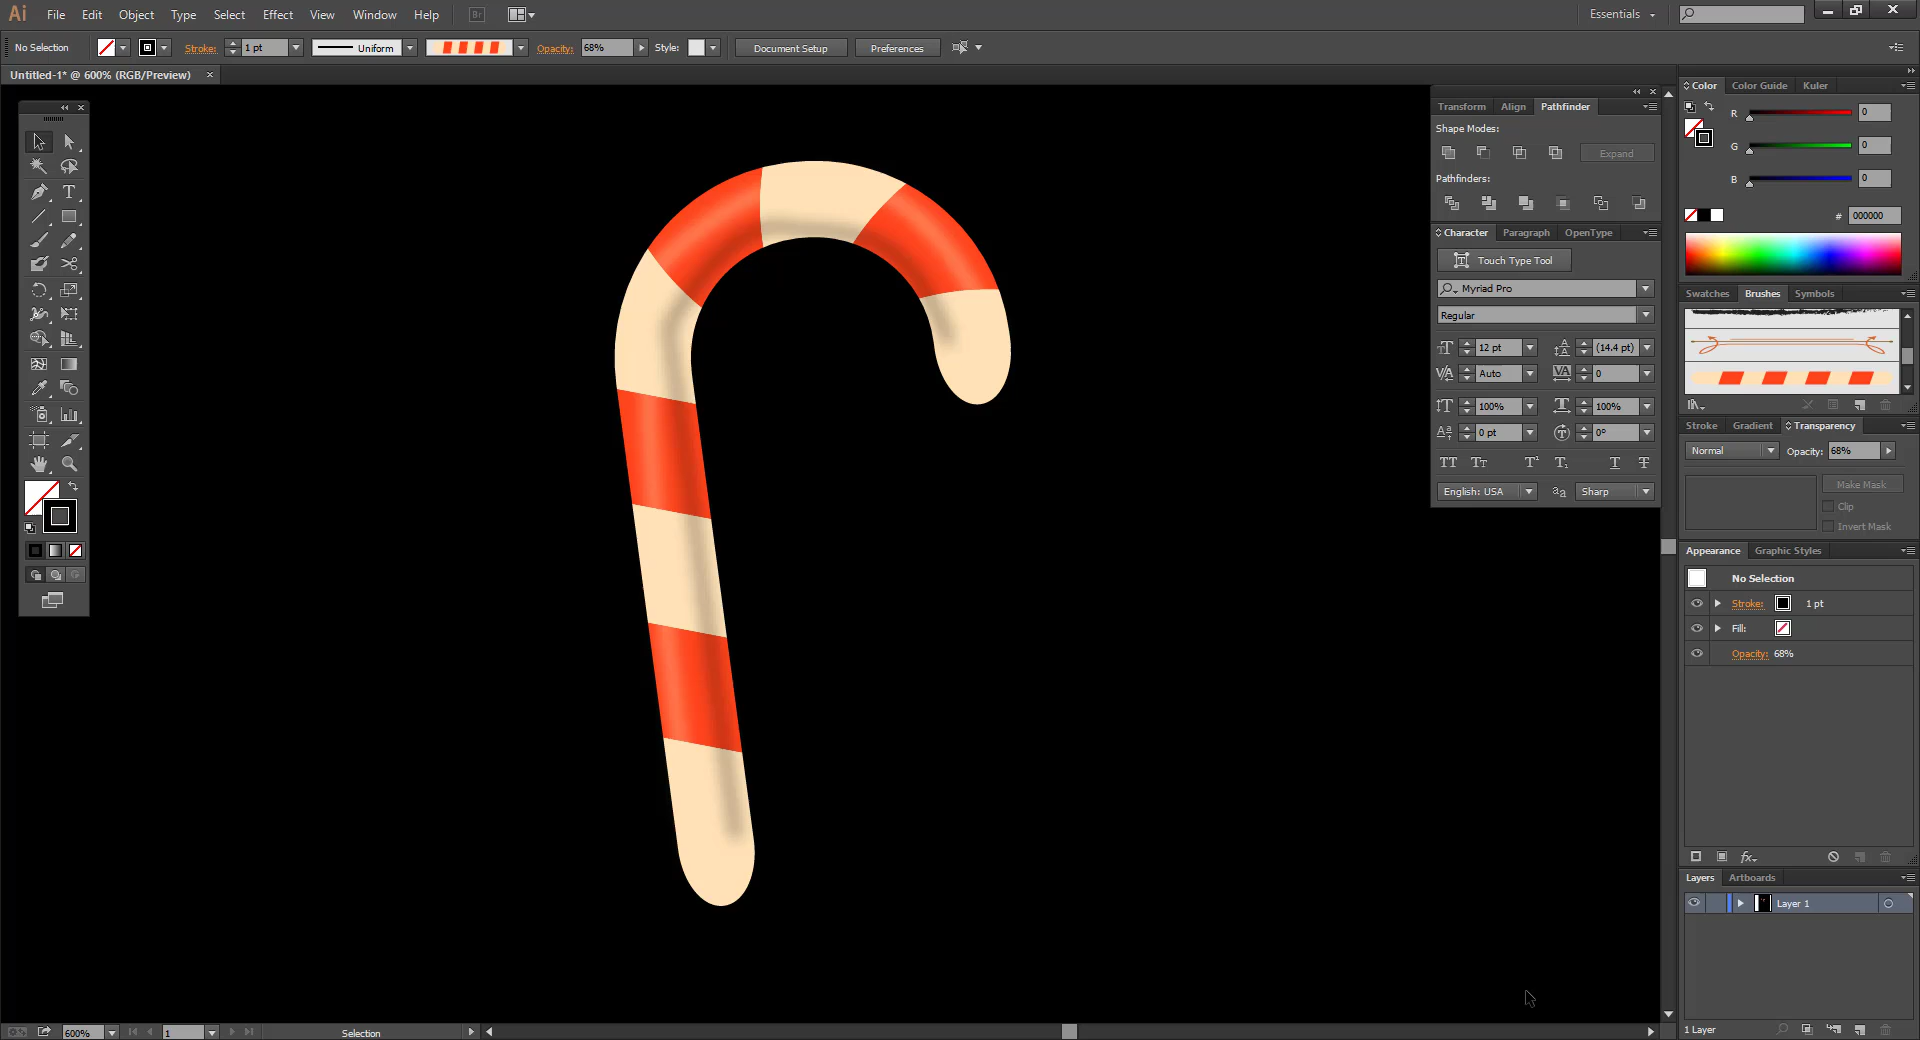 Ai File Edit Object Type Select Effect View Window Help Br Essentials
No Selection Stroke: 1 pt Uniform Opacity: 68% Style: Document Setup Preferences
Untitled-1* @ 600% (RGB/Preview)
Transform Align Pathfinder
Shape Modes:
Expand
Pathfinders:
Character Paragraph OpenType
Touch Type Tool
Myriad Pro
Regular
12 pt (14.4 pt)
Auto 0
100% 100%
0 pt 0°
English: USA Sharp
Color Color Guide Kuler
R 0
G 0
B 0
# 000000
Swatches Brushes Symbols
Stroke Gradient Transparency
Normal Opacity: 68%
Make Mask
Clip
Invert Mask
Appearance Graphic Styles
No Selection
Stroke: 1 pt
Fill:
Opacity: 68%
fx
Layers Artboards
Layer 1
1 Layer
600% 1 Selection